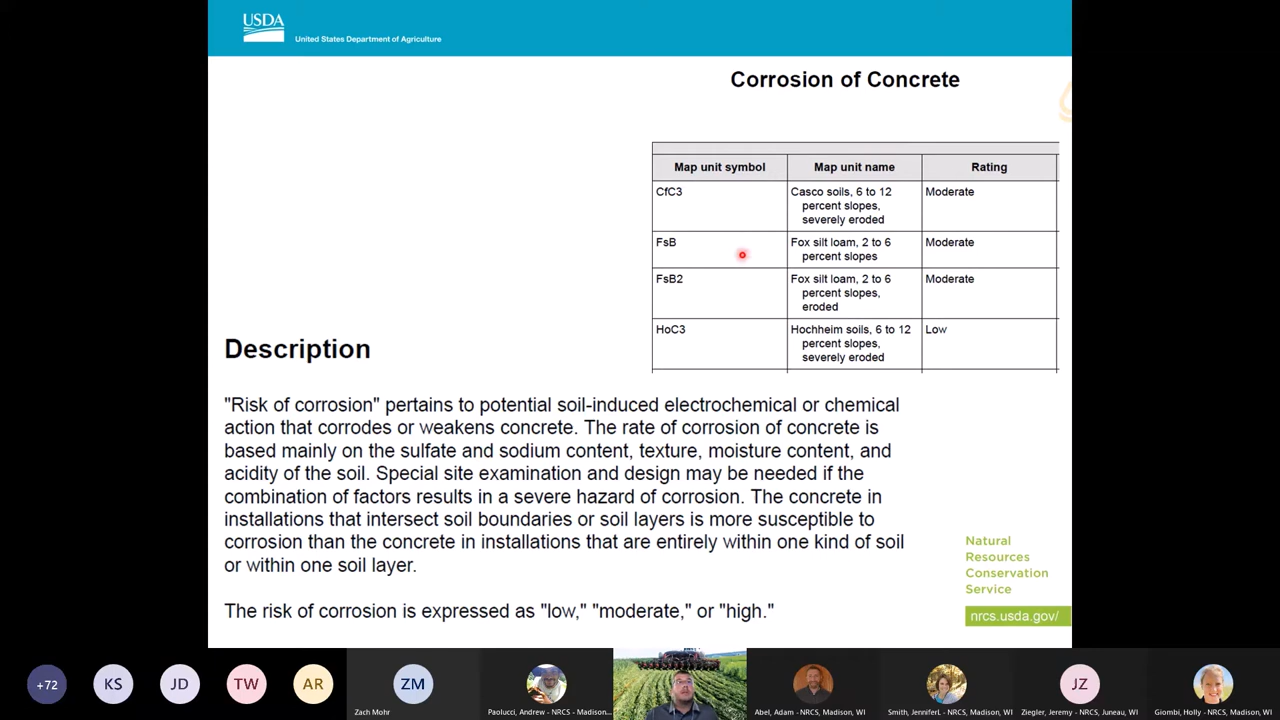 USDA
United States Department of Agriculture
Corrosion of Concrete
Map unit symbol Map unit name Rating
CfC3 Casco soils, 6 to 12 Moderate
percent slopes,
severely eroded
FsB Fox silt loam, 2 to 6 Moderate
percent slopes
FsB2 Fox silt loam, 2 to 6 Moderate
percent slopes,
eroded
HoC3 Hochheim soils, 6 to 12 Low
percent slopes,
severely eroded
Description
"Risk of corrosion" pertains to potential soil-induced electrochemical or chemical
action that corrodes or weakens concrete. The rate of corrosion of concrete is
based mainly on the sulfate and sodium content, texture, moisture content, and
acidity of the soil. Special site examination and design may be needed if the
combination of factors results in a severe hazard of corrosion. The concrete in
installations that intersect soil boundaries or soil layers is more susceptible to
corrosion than the concrete in installations that are entirely within one kind of soil
or within one soil layer.
The risk of corrosion is expressed as "low," "moderate," or "high."
Natural
Resources
Conservation
Service
nrcs.usda.gov/
+72 KS JD TW AR ZM JZ
Zach Mohr Paolucci, Andrew - NRCS - Madison... Abel, Adam - NRCS, Madison, WI Smith, JenniferL - NRCS, Madison, WI Ziegler, Jeremy - NRCS, Juneau, WI Giombi, Holly - NRCS, Madison, WI